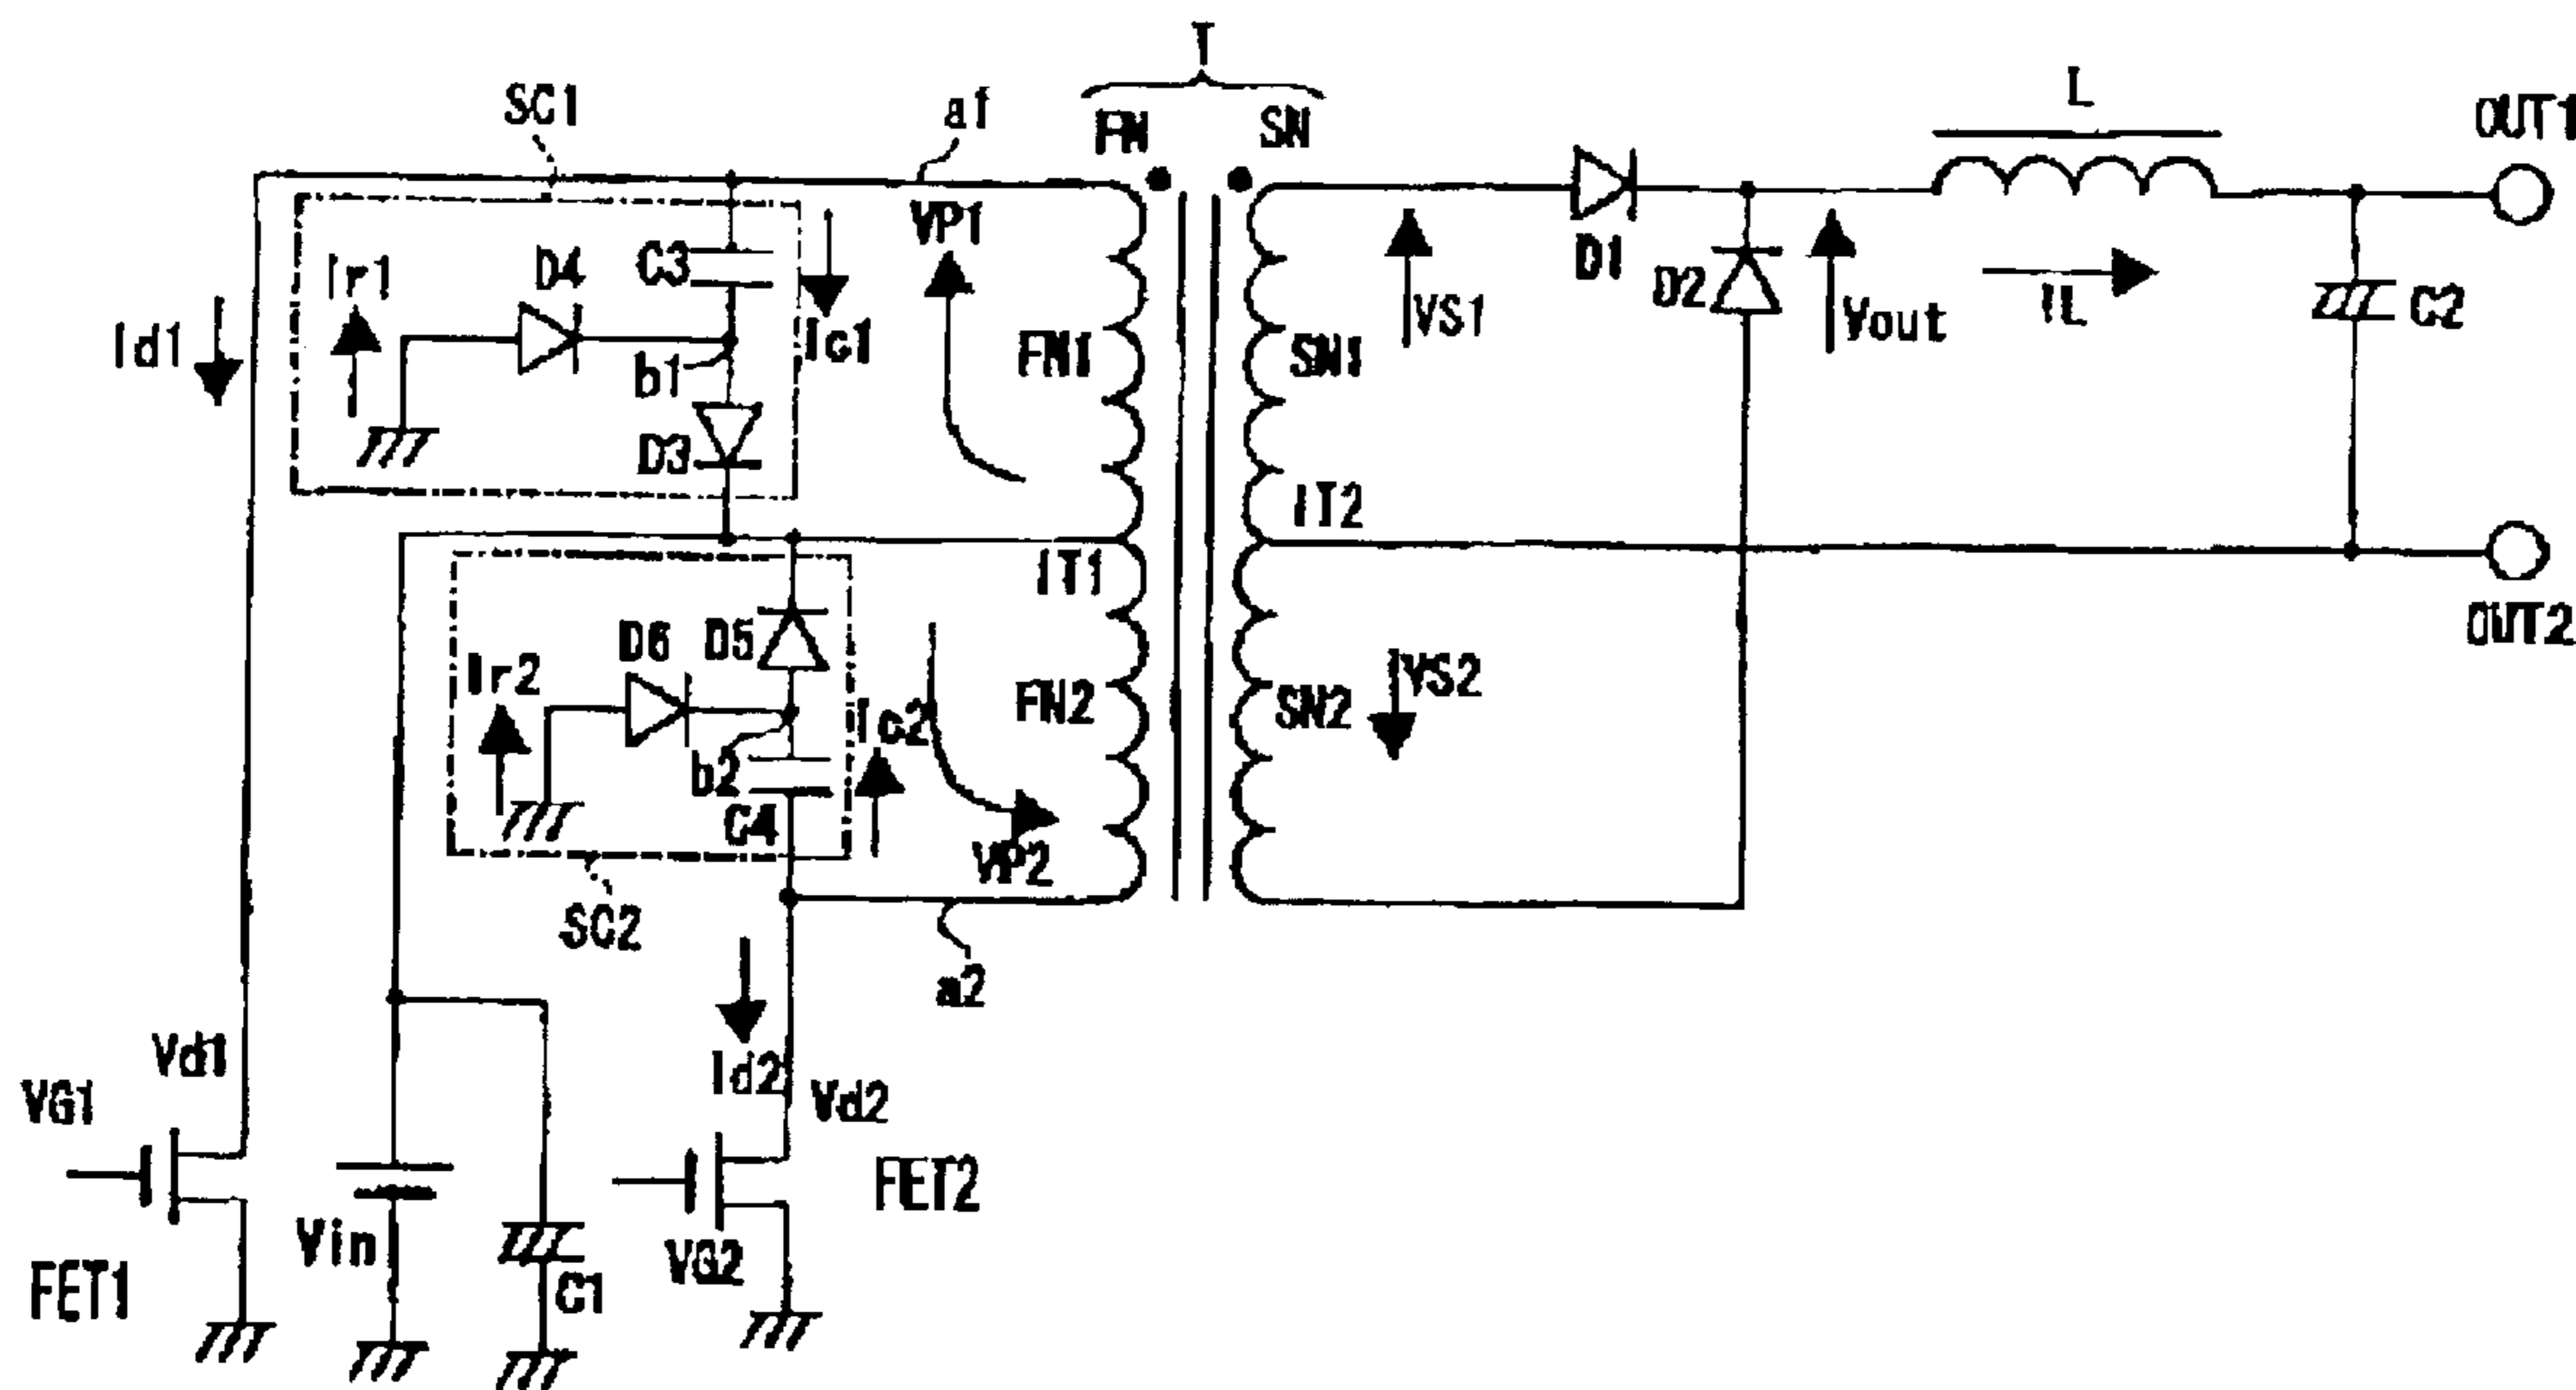 T
SC1
a1
FN
SN
L
OUT1
VP1
Ir1
D4
C3
D1
D2
VS1
Vout
IL
C2
Id1
b1
Ic1
FN1
SN1
D3
IT2
IT1
OUT2
D6
D5
Ir2
Ic2
FN2
SN2
VS2
b2
C4
VP2
SC2
a2
Vd1
Id2
Vd2
VG1
FET2
Vin
VG2
FET1
C1